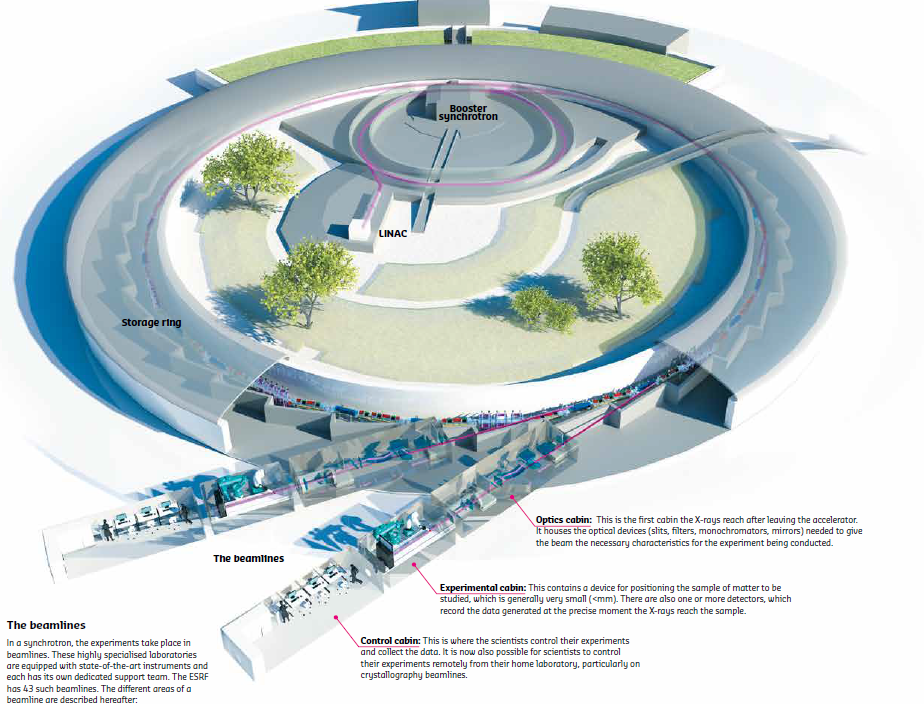 Booster
synchrotron
LINAC
Storage ring
Optics cabin: This is the first cabin the X-rays reach after leaving the accelerator.
It houses the optical devices (slits, filters, monochromators, mirrors) needed to give
the beam the necessary characteristics for the experiment being conducted.
The beamlines
Experimental cabin: This contains a device for positioning the sample of matter to be
studied, which is generally very small (<mm). There are also one or more detectors, which
record the data generated at the precise moment the X-rays reach the sample.
Control cabin: This is where the scientists control their experiments
and collect the data. It is now also possible for scientists to control
their experiments remotely from their home laboratory, particularly on
crystallography beamlines.
The beamlines
In a synchrotron, the experiments take place in
beamlines. These highly specialised laboratories
are equipped with state-of-the-art instruments and
each has its own dedicated support team. The ESRF
has 43 such beamlines. The different areas of a
beamline are described hereafter: